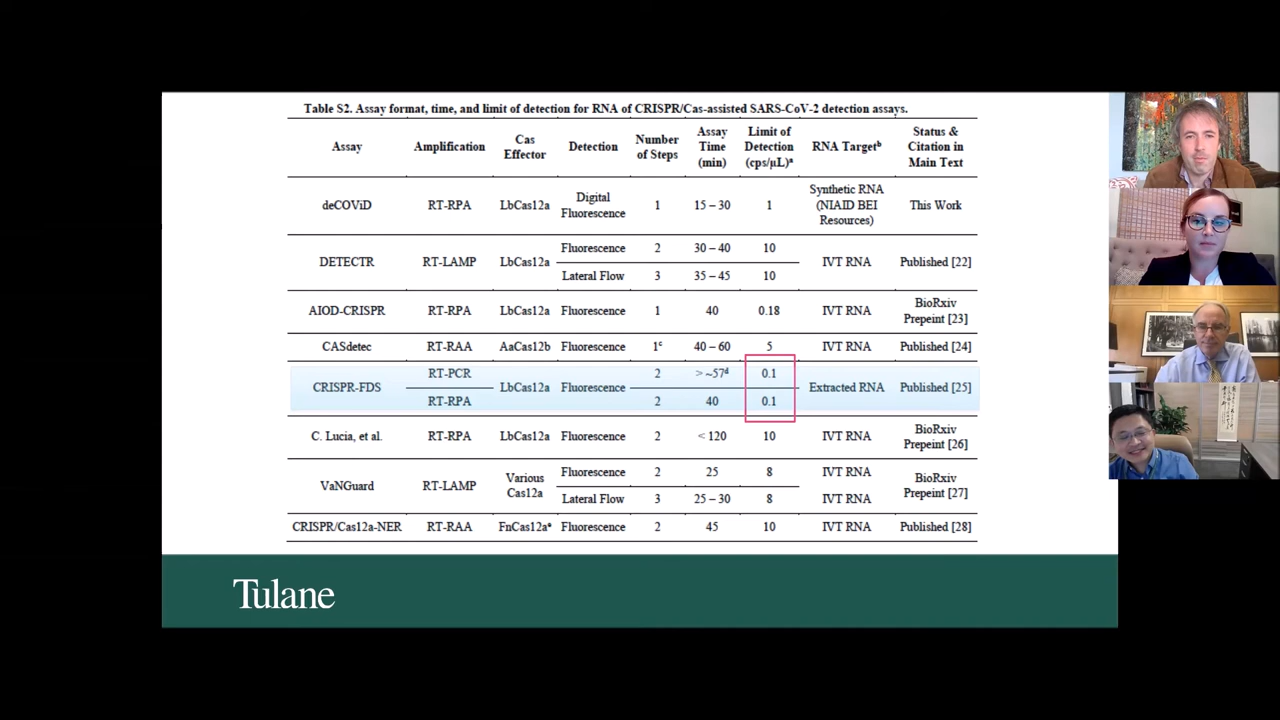 Table S2. Assay format, time, and limit of detection for RNA of CRISPR/Cas-assisted SARS-CoV-2 detection assays.
Assay Amplification Cas Effector Detection Number of Steps Assay Time (min) Limit of Detection (cps/µL)ᵃ RNA Targetᵇ Status & Citation in Main Text
deCOViD RT-RPA LbCas12a Digital Fluorescence 1 15 – 30 1 Synthetic RNA (NIAID BEI Resources) This Work
DETECTR RT-LAMP LbCas12a Fluorescence 2 30 – 40 10 IVT RNA Published [22]
Lateral Flow 3 35 – 45 10
AIOD-CRISPR RT-RPA LbCas12a Fluorescence 1 40 0.18 IVT RNA BioRxiv Prepeint [23]
CASdetec RT-RAA AaCas12b Fluorescence 1ᶜ 40 – 60 5 IVT RNA Published [24]
CRISPR-FDS RT-PCR LbCas12a Fluorescence 2 > ~57ᵈ 0.1 Extracted RNA Published [25]
RT-RPA 2 40 0.1
C. Lucia, et al. RT-RPA LbCas12a Fluorescence 2 < 120 10 IVT RNA BioRxiv Prepeint [26]
VaNGuard RT-LAMP Various Cas12a Fluorescence 2 25 8 IVT RNA BioRxiv Prepeint [27]
Lateral Flow 3 25 – 30 8 IVT RNA
CRISPR/Cas12a-NER RT-RAA FnCas12aᵉ Fluorescence 2 45 10 IVT RNA Published [28]
Tulane